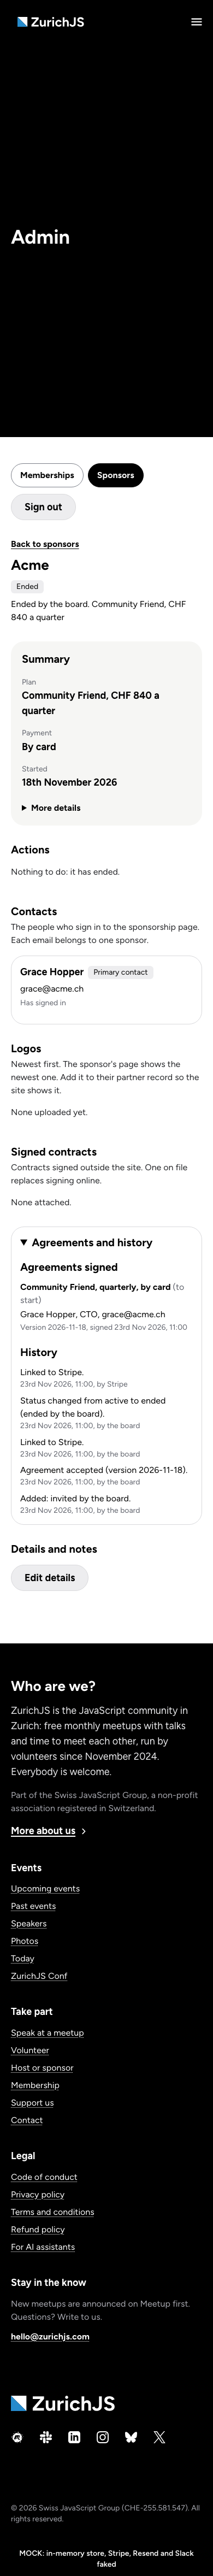 ZurichJS
Admin
Memberships
Sponsors
Sign out
Back to sponsors
Acme
Ended
Ended by the board. Community Friend, CHF
840 a quarter
Summary
Plan
Community Friend, CHF 840 a
quarter
Payment
By card
Started
18th November 2026
More details
Actions
Nothing to do: it has ended.
Contacts
The people who sign in to the sponsorship page.
Each email belongs to one sponsor.
Grace Hopper Primary contact
grace@acme.ch
Has signed in
Logos
Newest first. The sponsor's page shows the
newest one. Add it to their partner record so the
site shows it.
None uploaded yet.
Signed contracts
Contracts signed outside the site. One on file
replaces signing online.
None attached.
Agreements and history
Agreements signed
Community Friend, quarterly, by card (to
start)
Grace Hopper, CTO, grace@acme.ch
Version 2026-11-18, signed 23rd Nov 2026, 11:00
History
Linked to Stripe.
23rd Nov 2026, 11:00, by Stripe
Status changed from active to ended
(ended by the board).
23rd Nov 2026, 11:00, by the board
Linked to Stripe.
23rd Nov 2026, 11:00, by the board
Agreement accepted (version 2026-11-18).
23rd Nov 2026, 11:00, by the board
Added: invited by the board.
23rd Nov 2026, 11:00, by the board
Details and notes
Edit details
Who are we?
ZurichJS is the JavaScript community in
Zurich: free monthly meetups with talks
and time to meet each other, run by
volunteers since November 2024.
Everybody is welcome.
Part of the Swiss JavaScript Group, a non-profit
association registered in Switzerland.
More about us
Events
Upcoming events
Past events
Speakers
Photos
Today
ZurichJS Conf
Take part
Speak at a meetup
Volunteer
Host or sponsor
Membership
Support us
Contact
Legal
Code of conduct
Privacy policy
Terms and conditions
Refund policy
For AI assistants
Stay in the know
New meetups are announced on Meetup first.
Questions? Write to us.
hello@zurichjs.com
ZurichJS
© 2026 Swiss JavaScript Group (CHE-255.581.547). All
rights reserved.
MOCK: in-memory store, Stripe, Resend and Slack
faked